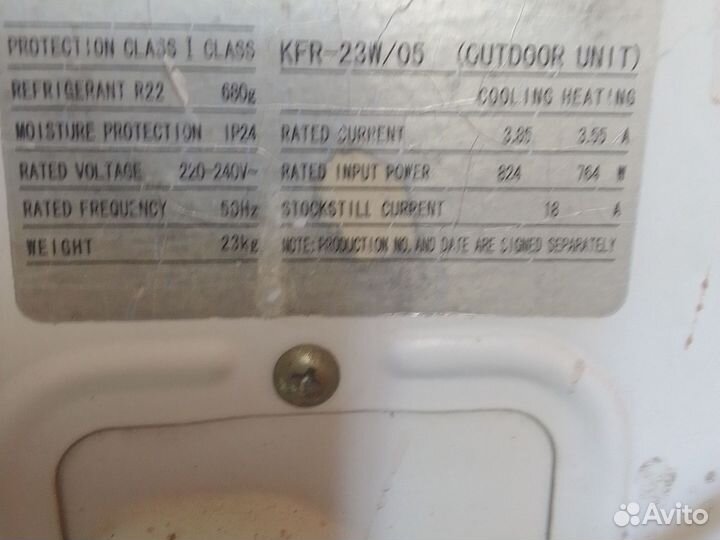 PROTECTION CLASS I CLASS
REFRIGERANT R22 680g
MOISTURE PROTECTION IP24
RATED VOLTAGE 220-240V~
RATED FREQUENCY 50Hz
WEIGHT 23kg
KFR-23W/05 (OUTDOOR UNIT)
COOLING HEATING
RATED CURRENT 3.85 3.55 A
RATED INPUT POWER 824 764 W
STOCKSTILL CURRENT 18 A
NOTE: PRODUCTION NO. AND DATE ARE SIGNED SEPARATELY
Avito